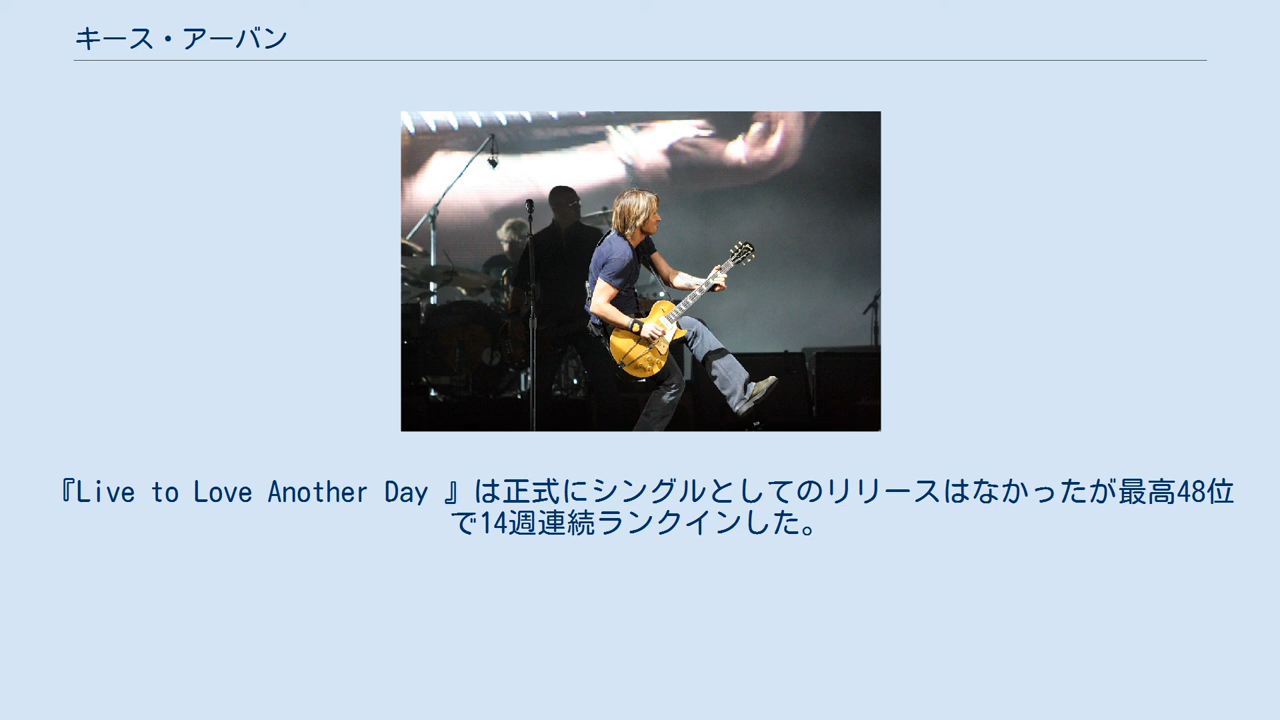 キース・アーバン
『Live to Love Another Day 』は正式にシングルとしてのリリースはなかったが最高48位
で14週連続ランクインした。